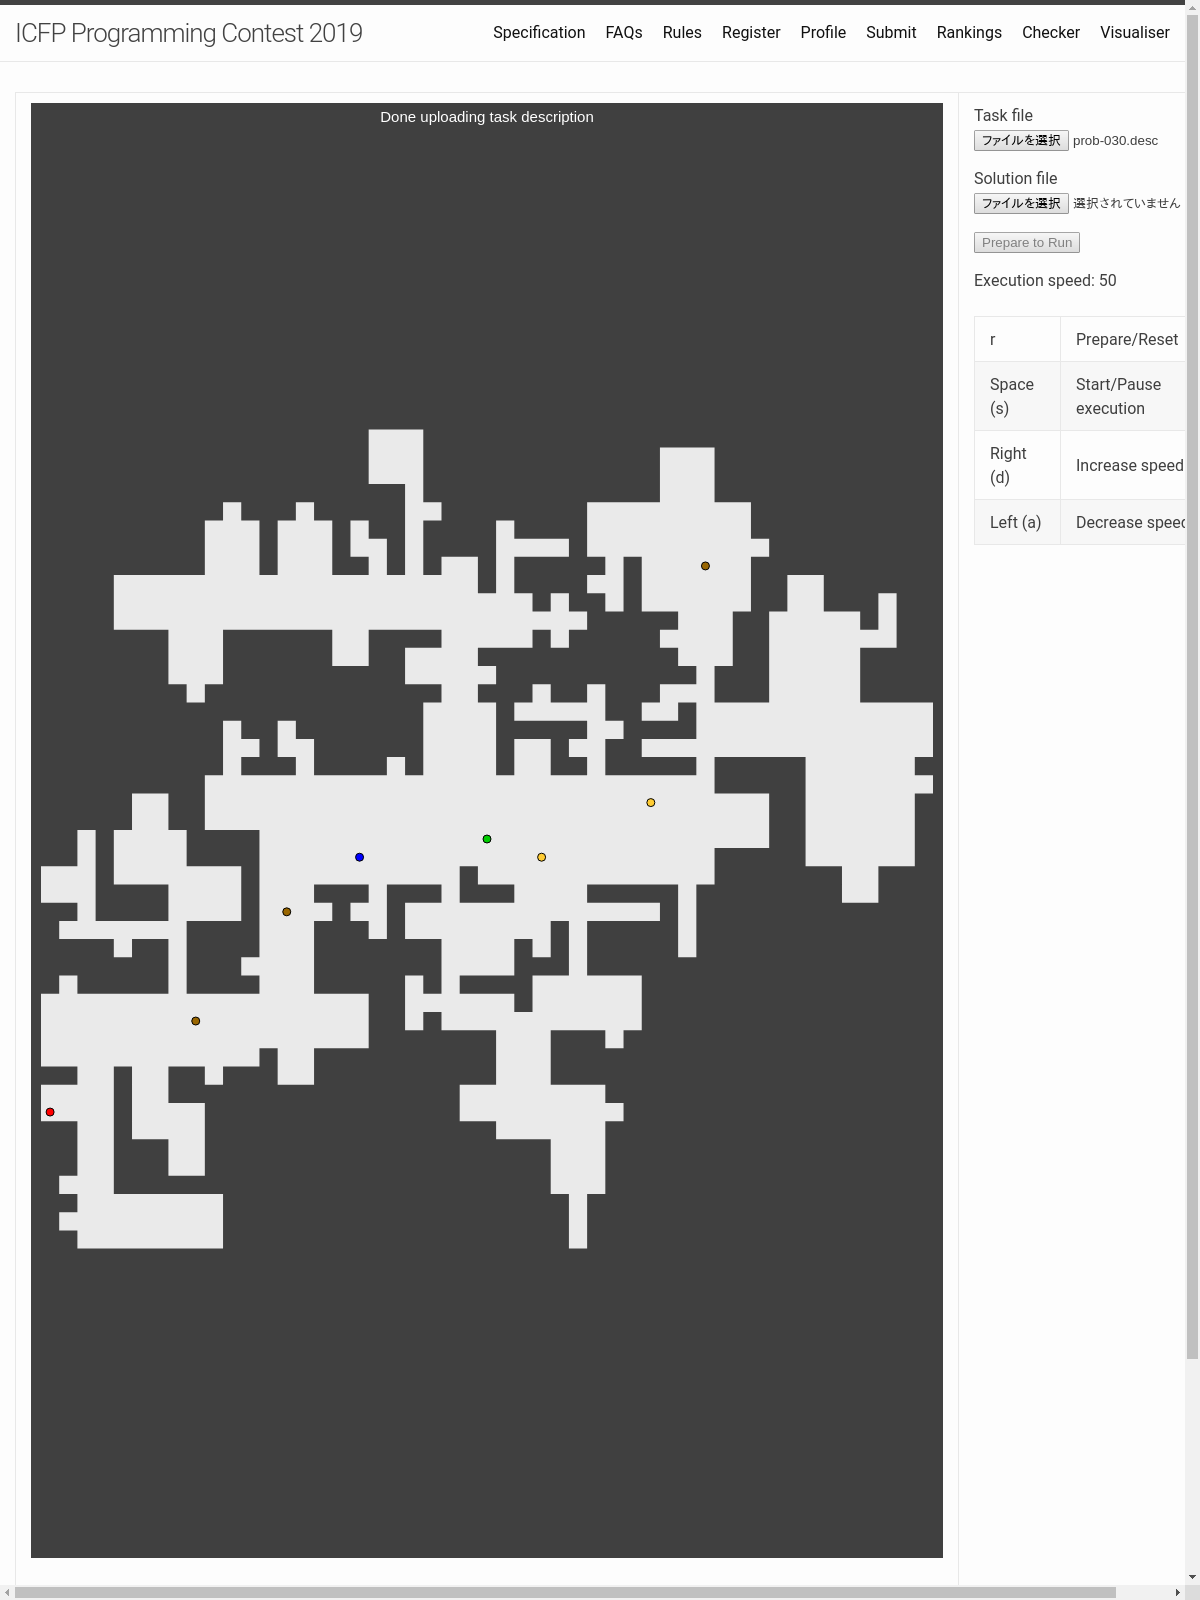 ICFP Programming Contest 2019
Specification FAQs Rules Register Profile Submit Rankings Checker Visualiser
Done uploading task description
Task file
ファイルを選択 prob-030.desc
Solution file
ファイルを選択 選択されていません
Prepare to Run
Execution speed: 50
r Prepare/Reset
Space Start/Pause
(s) execution
Right Increase speed
(d)
Left (a) Decrease speed